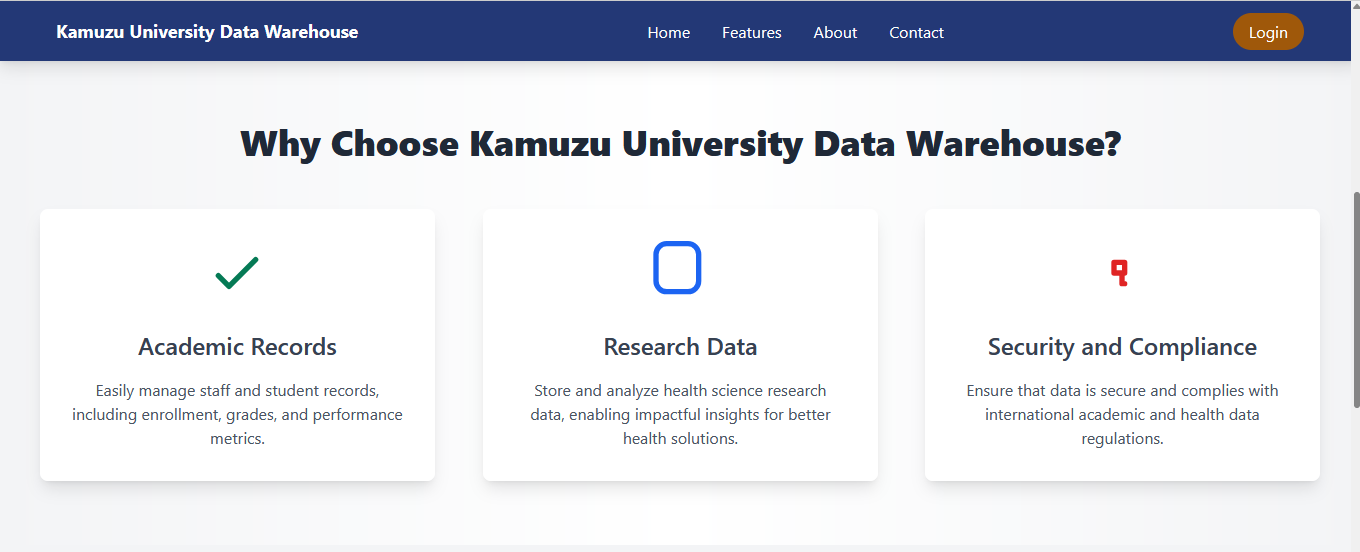 Kamuzu University Data Warehouse
Home
Features
About
Contact
Login
Why Choose Kamuzu University Data Warehouse?
Academic Records
Easily manage staff and student records,
including enrollment, grades, and performance
metrics.
Research Data
Store and analyze health science research
data, enabling impactful insights for better
health solutions.
Security and Compliance
Ensure that data is secure and complies with
international academic and health data
regulations.